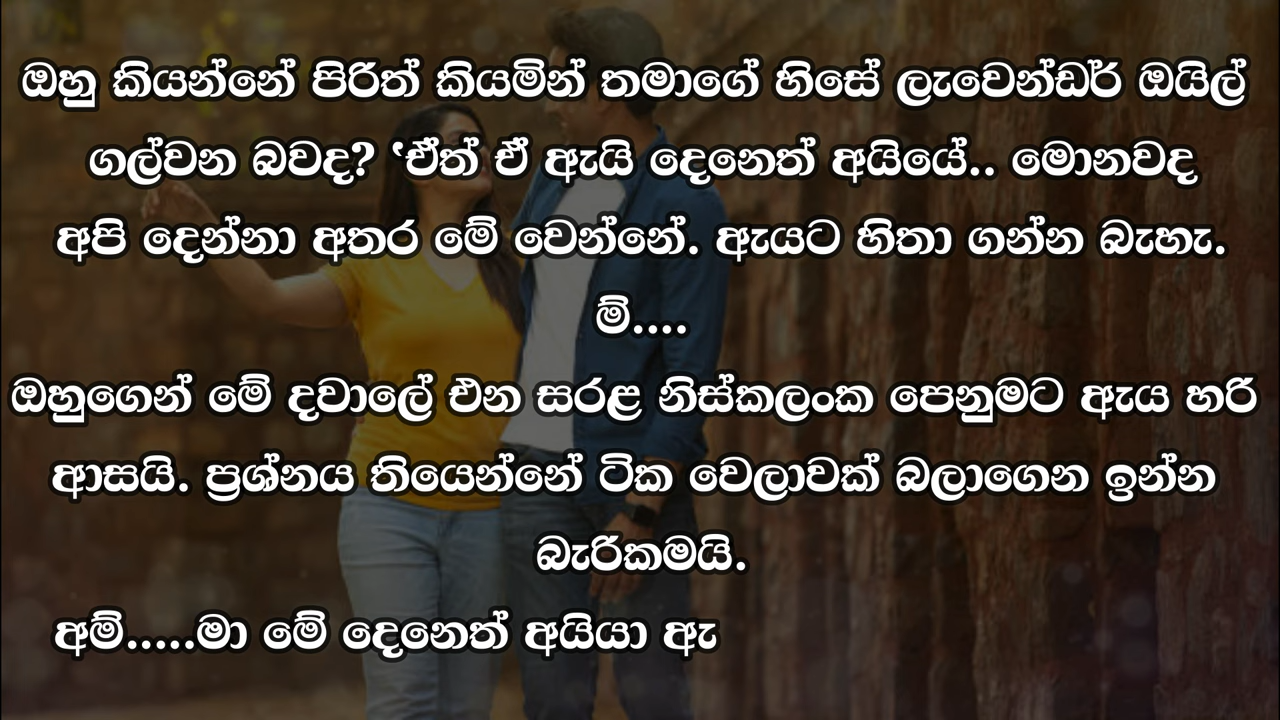 ඔහු කියන්නේ පිරිත් කියමින් තමාගේ හිසේ ලැවෙන්ඩර් ඔයිල්
ගල්වන බවද? ‘ඒත් ඒ ඇයි දෙනෙත් අයියේ.. මොනවද
අපි දෙන්නා අතර මේ වෙන්නේ. ඇයට හිතා ගන්න බැහැ.
ම්....
ඔහුගෙන් මේ දවාලේ එන සරළ නිස්කලංක පෙනුමට ඇය හරි
ආසයි. ප්‍රශ්නය තියෙන්නේ ටික වෙලාවක් බලාගෙන ඉන්න
බැරිකමයි.
අම්.....මා මේ දෙනෙත් අයියා ඇ